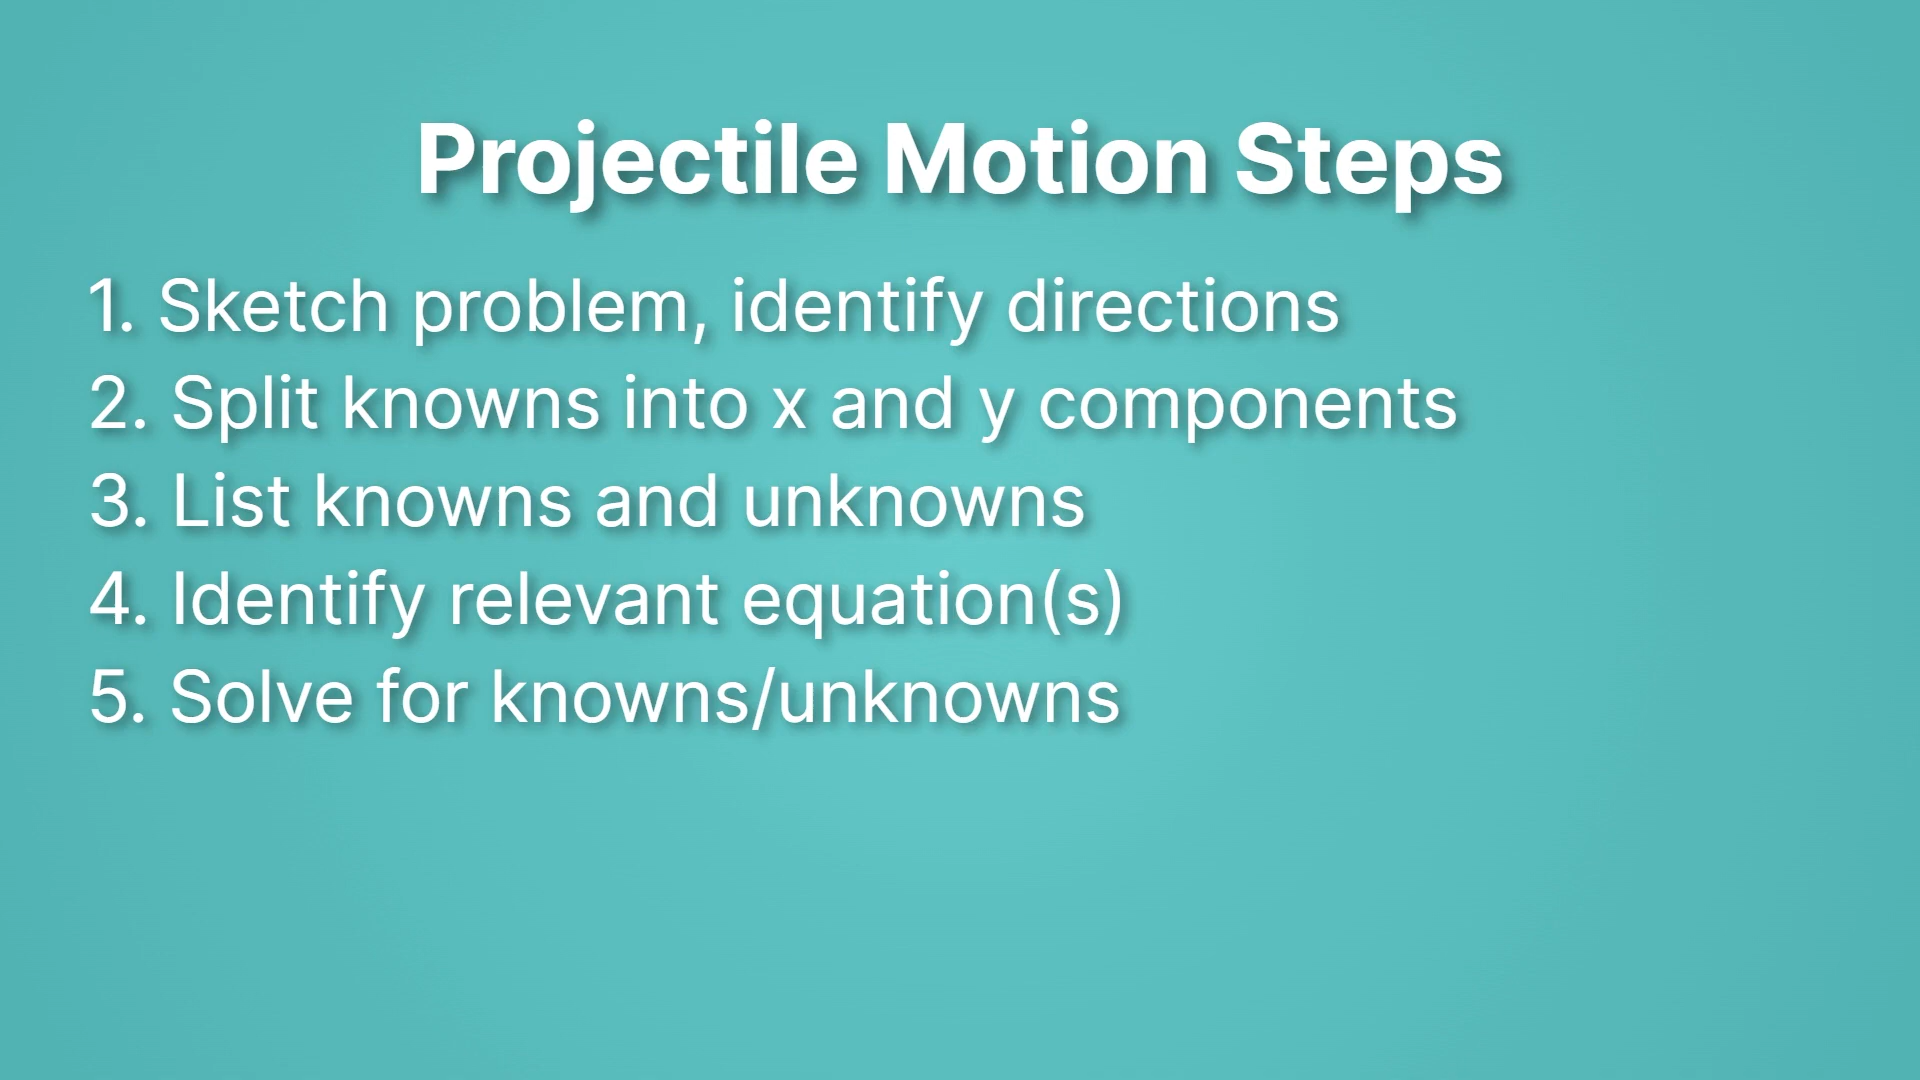 Projectile Motion Steps
1. Sketch problem, identify directions
2. Split knowns into x and y components
3. List knowns and unknowns
4. Identify relevant equation(s)
5. Solve for knowns/unknowns